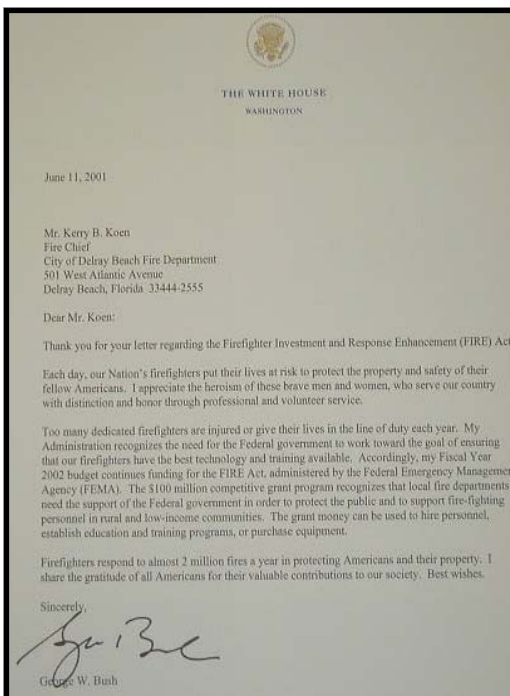 THE WHITE HOUSE
WASHINGTON
June 11, 2001
Mr. Kerry B. Koen
Fire Chief
City of Delray Beach Fire Department
501 West Atlantic Avenue
Delray Beach, Florida 33444-2555
Dear Mr. Koen:
Thank you for your letter regarding the Firefighter Investment and Response Enhancement (FIRE) Act
Each day, our Nation's firefighters put their lives at risk to protect the property and safety of their
fellow Americans. I appreciate the heroism of these brave men and women, who serve our country
with distinction and honor through professional and volunteer service.
Too many dedicated firefighters are injured or give their lives in the line of duty each year. My
Administration recognizes the need for the Federal government to work toward the goal of ensuring
that our firefighters have the best technology and training available. Accordingly, my Fiscal Year
2002 budget continues funding for the FIRE Act, administered by the Federal Emergency Managemen
Agency (FEMA). The $100 million competitive grant program recognizes that local fire departments
need the support of the Federal government in order to protect the public and to support fire-fighting
personnel in rural and low-income communities. The grant money can be used to hire personnel,
establish education and training programs, or purchase equipment.
Firefighters respond to almost 2 million fires a year in protecting Americans and their property. I
share the gratitude of all Americans for their valuable contributions to our society. Best wishes.
Sincerely,
George W. Bush